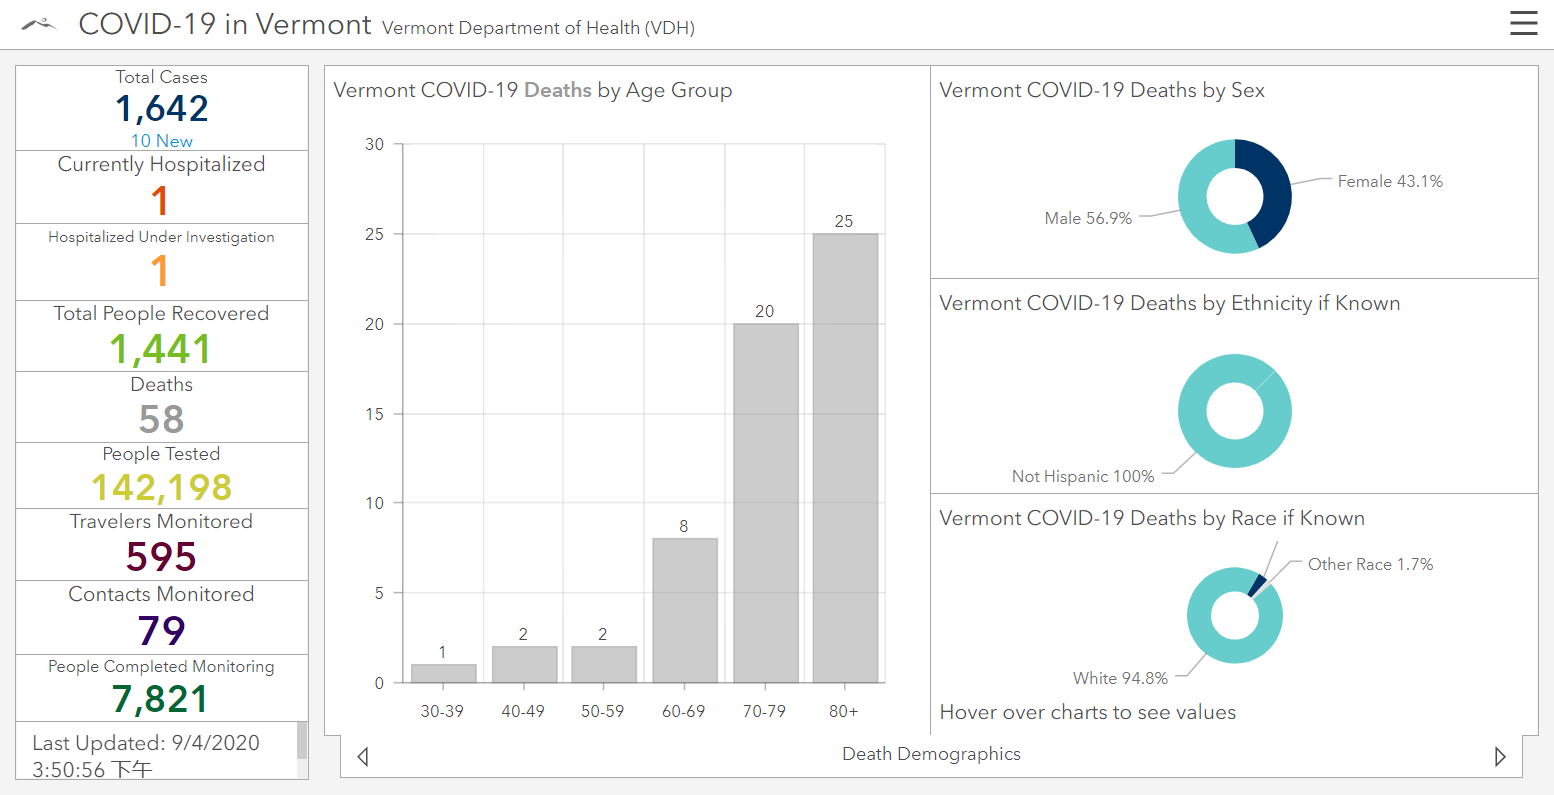 COVID-19 in Vermont Vermont Department of Health (VDH)
Total Cases
1,642
10 New
Currently Hospitalized
1
Hospitalized Under Investigation
1
Total People Recovered
1,441
Deaths
58
People Tested
142,198
Travelers Monitored
595
Contacts Monitored
79
People Completed Monitoring
7,821
Last Updated: 9/4/2020
3:50:56 下午
Vermont COVID-19 Deaths by Age Group
30
25
20
15
10
5
0
1
2
2
8
20
25
30-39
40-49
50-59
60-69
70-79
80+
Vermont COVID-19 Deaths by Sex
Female 43.1%
Male 56.9%
Vermont COVID-19 Deaths by Ethnicity if Known
Not Hispanic 100%
Vermont COVID-19 Deaths by Race if Known
Other Race 1.7%
White 94.8%
Hover over charts to see values
Death Demographics